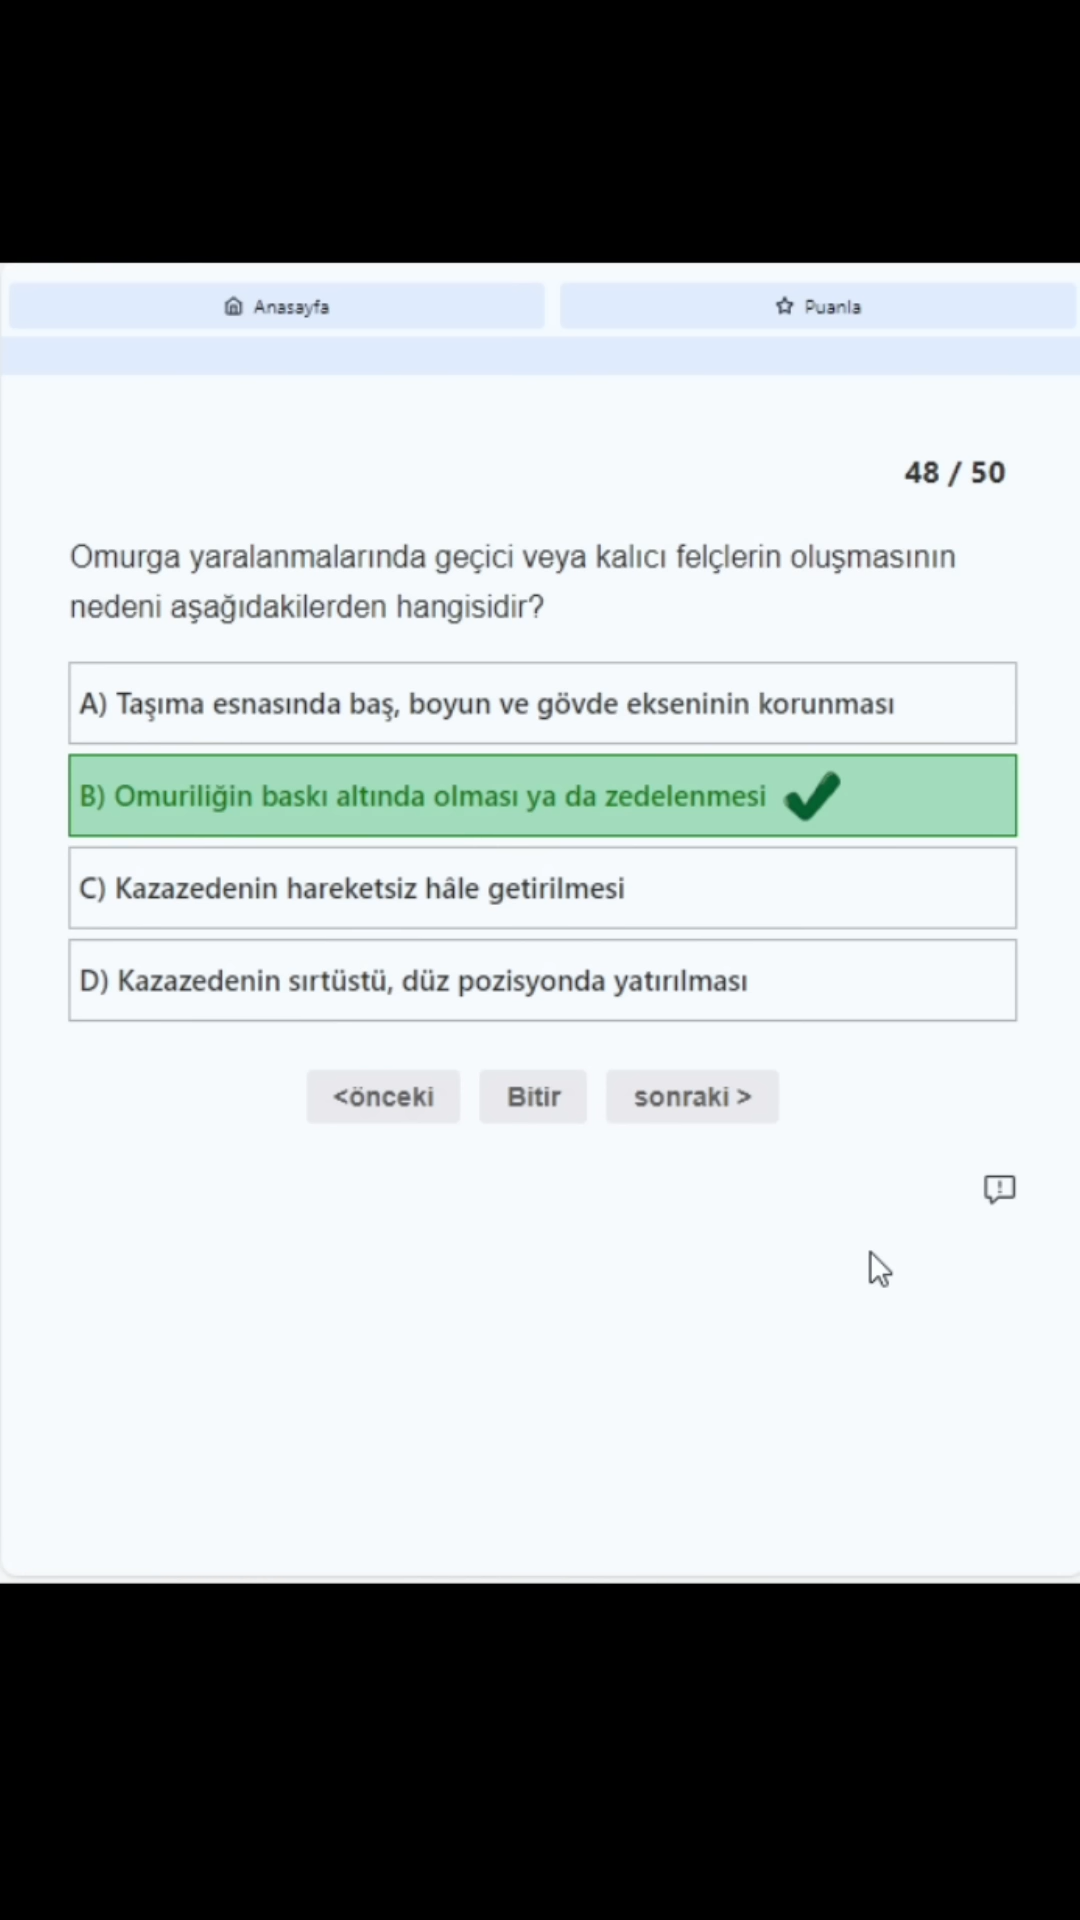 Anasayfa
Puanla
48 / 50
Omurga yaralanmalarında geçici veya kalıcı felçlerin oluşmasının
nedeni aşağıdakilerden hangisidir?
A) Taşıma esnasında baş, boyun ve gövde ekseninin korunması
B) Omuriliğin baskı altında olması ya da zedelenmesi
C) Kazazedenin hareketsiz hâle getirilmesi
D) Kazazedenin sırtüstü, düz pozisyonda yatırılması
<önceki
Bitir
sonraki >